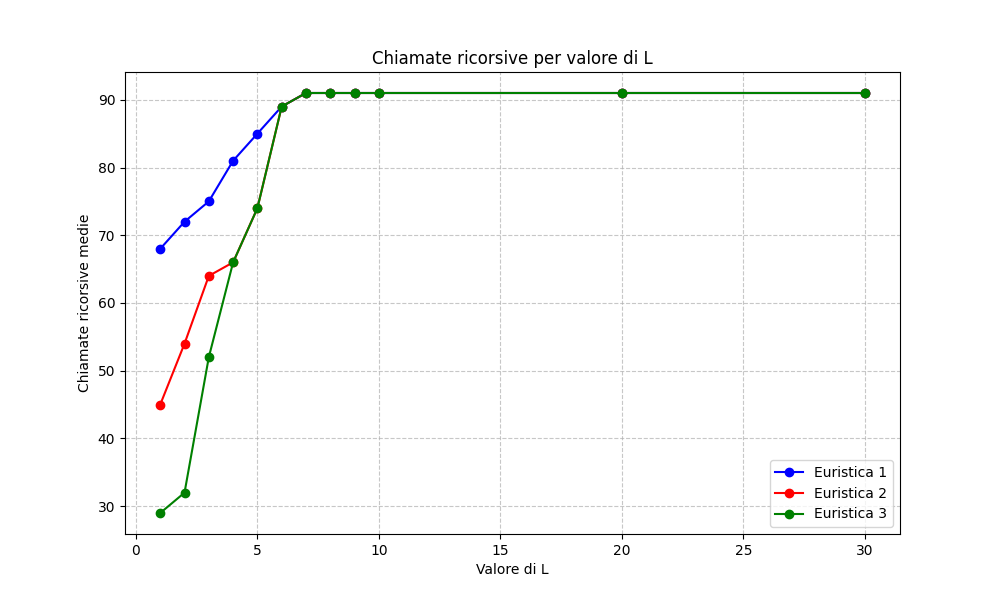 Chiamate ricorsive per valore di L
Chiamate ricorsive medie
90
80
70
60
50
40
30
0 5 10 15 20 25 30
Valore di L
Euristica 1
Euristica 2
Euristica 3